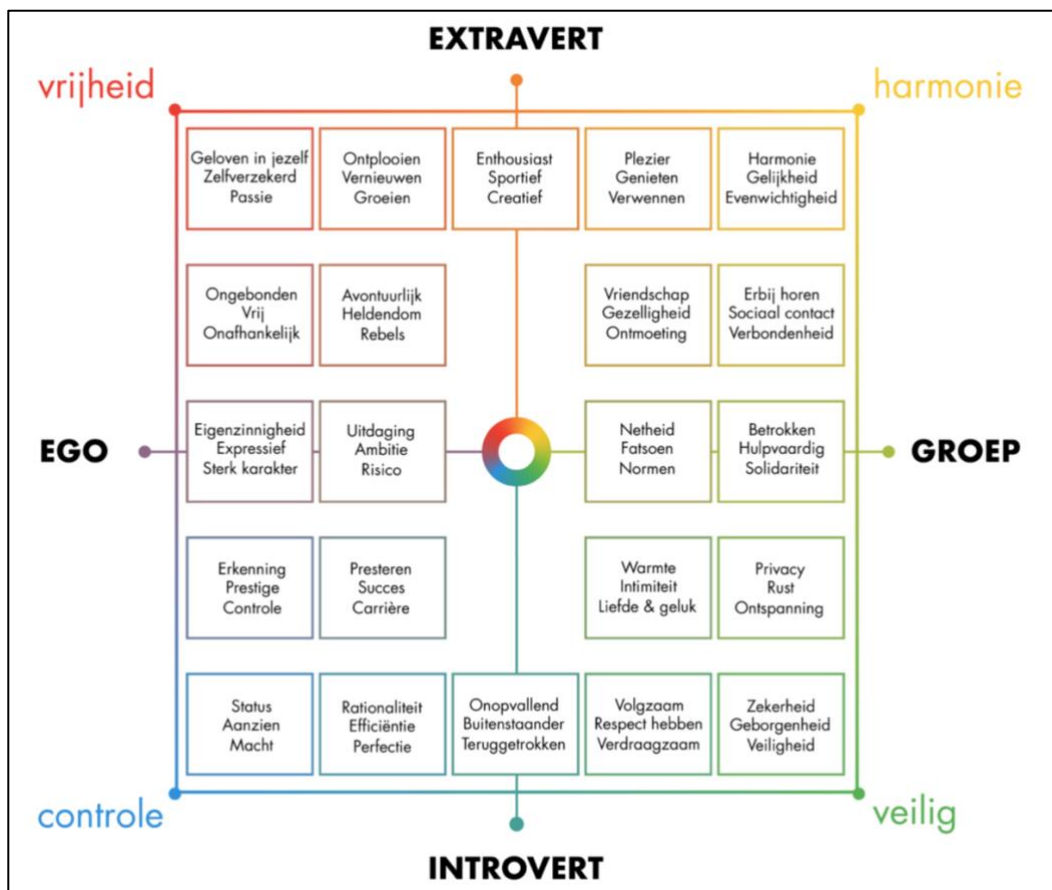 EXTRAVERT
vrijheid
harmonie
Geloven in jezelf
Zelfverzekerd
Passie
Ontplooien
Vernieuwen
Groeien
Enthousiast
Sportief
Creatief
Plezier
Genieten
Verwennen
Harmonie
Gelijkheid
Evenwichtigheid
Ongebonden
Vrij
Onafhankelijk
Avontuurlijk
Heldendom
Rebels
Vriendschap
Gezelligheid
Ontmoeting
Erbij horen
Sociaal contact
Verbondenheid
EGO
Eigenzinnigheid
Expressief
Sterk karakter
Uitdaging
Ambitie
Risico
Netheid
Fatsoen
Normen
Betrokken
Hulpvaardig
Solidariteit
GROEP
Erkenning
Prestige
Controle
Presteren
Succes
Carrière
Warmte
Intimiteit
Liefde & geluk
Privacy
Rust
Ontspanning
Status
Aanzien
Macht
Rationaliteit
Efficiëntie
Perfectie
Onopvallend
Buitenstaander
Teruggetrokken
Volgzaam
Respect hebben
Verdraagzaam
Zekerheid
Geborgenheid
Veiligheid
controle
veilig
INTROVERT